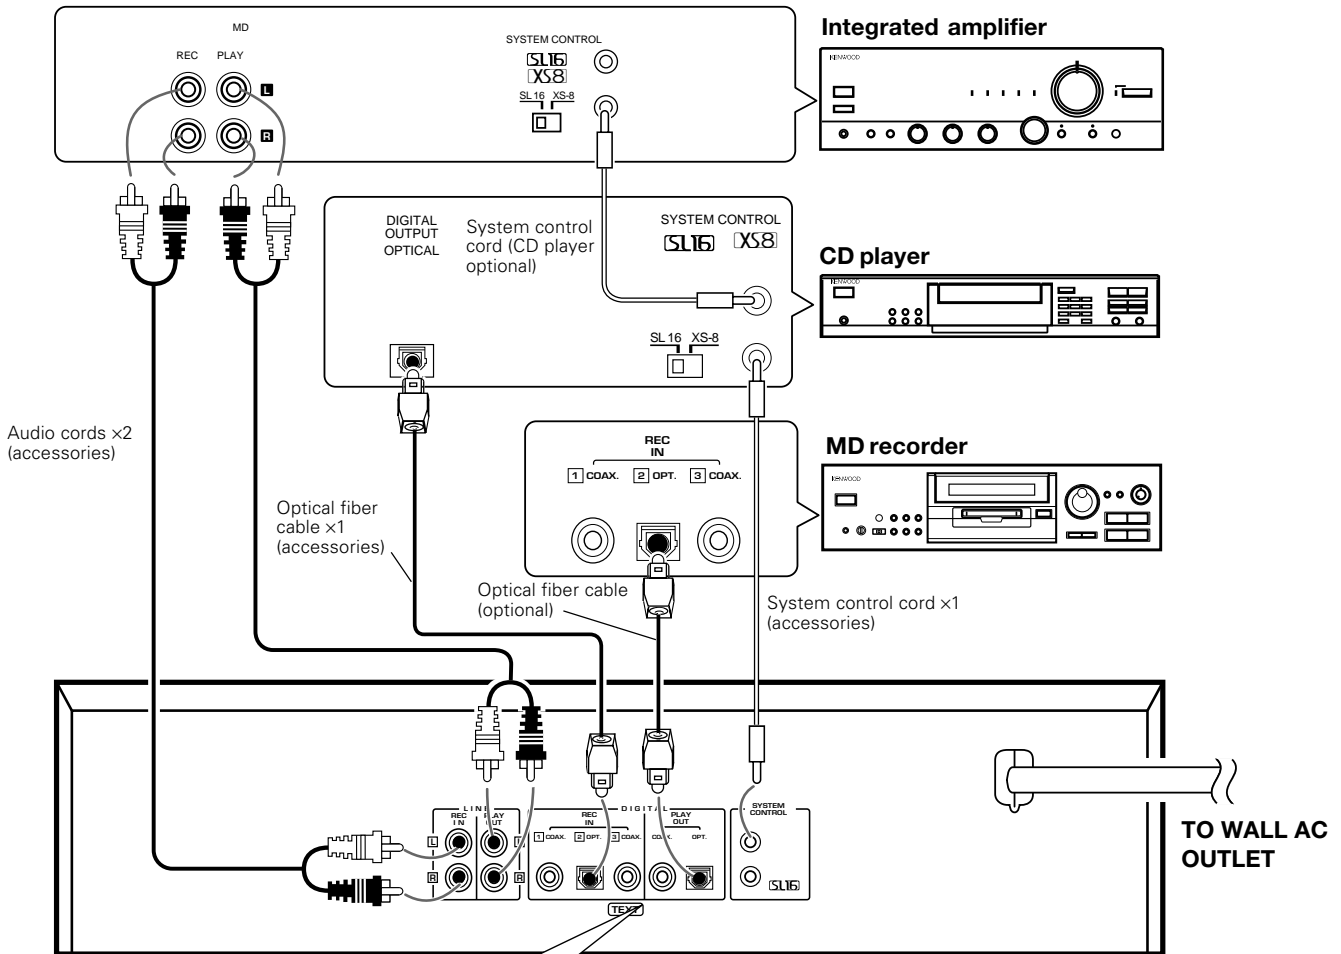 MD
REC PLAY
L
R
SYSTEM CONTROL
SL16
XS8
SL 16 XS-8
Integrated amplifier
KENWOOD
DIGITAL
OUTPUT
OPTICAL
System control
cord (CD player
optional)
SYSTEM CONTROL
SL16 XS8
SL 16 XS-8
CD player
KENWOOD
Audio cords ×2
(accessories)
REC
IN
1 COAX. 2 OPT. 3 COAX.
MD recorder
KENWOOD
Optical fiber
cable ×1
(accessories)
Optical fiber cable
(optional)
System control cord ×1
(accessories)
LINE
REC
IN
PLAY
OUT
L
R
R
DIGITAL
REC
IN
1 COAX. 2 OPT. 3 COAX.
PLAY
OUT
COAX. OPT.
SYSTEM
CONTROL
SL16
TEXT
TO WALL AC
OUTLET